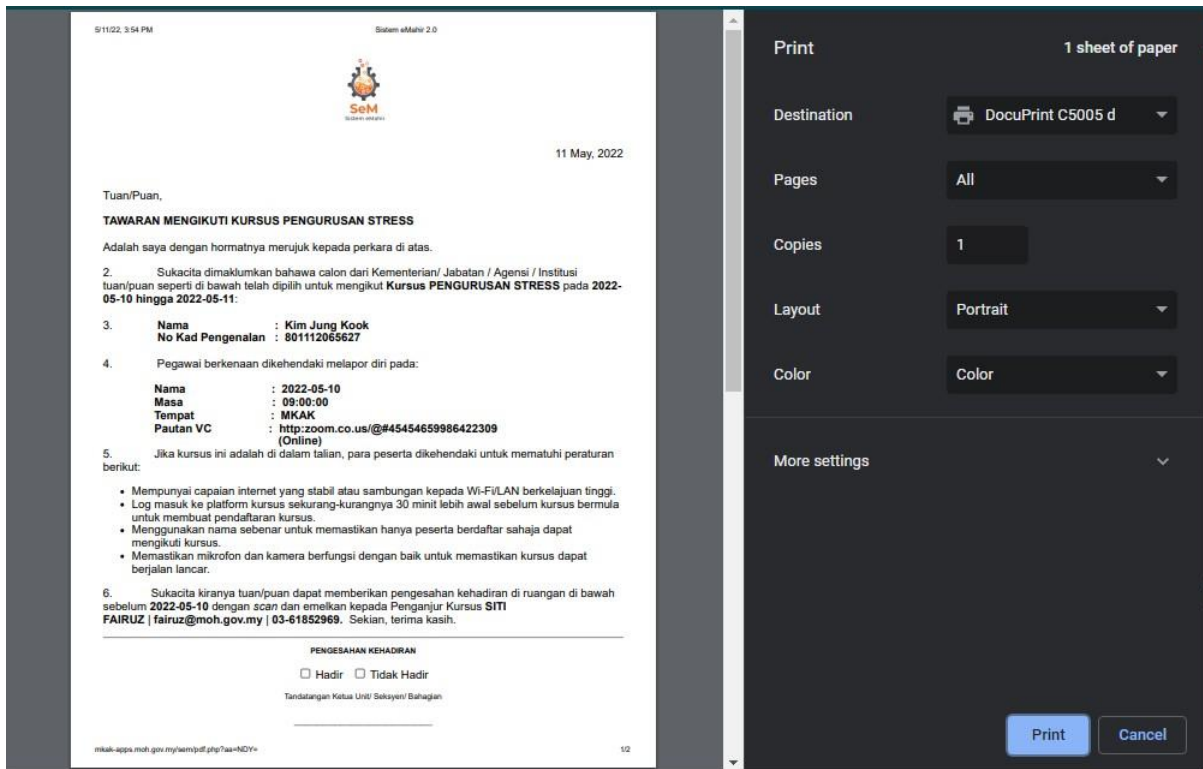 5/11/22, 3:54 PM
Sistem eMahir 2.0
SeM
Sistem eMahir
11 May, 2022
Tuan/Puan,
TAWARAN MENGIKUTI KURSUS PENGURUSAN STRESS
Adalah saya dengan hormatnya merujuk kepada perkara di atas.
2. Sukacita dimaklumkan bahawa calon dari Kementerian/ Jabatan / Agensi / Institusi
tuan/puan seperti di bawah telah dipilih untuk mengikut Kursus PENGURUSAN STRESS pada 2022-
05-10 hingga 2022-05-11:
3. Nama : Kim Jung Kook
No Kad Pengenalan : 801112065627
4. Pegawai berkenaan dikehendaki melapor diri pada:
Nama : 2022-05-10
Masa : 09:00:00
Tempat : MKAK
Pautan VC : http:zoom.co.us/@#45454659986422309
(Online)
5. Jika kursus ini adalah di dalam talian, para peserta dikehendaki untuk mematuhi peraturan
berikut:
• Mempunyai capaian internet yang stabil atau sambungan kepada Wi-Fi/LAN berkelajuan tinggi.
• Log masuk ke platform kursus sekurang-kurangnya 30 minit lebih awal sebelum kursus bermula
untuk membuat pendaftaran kursus.
• Menggunakan nama sebenar untuk memastikan hanya peserta berdaftar sahaja dapat
mengikuti kursus.
• Memastikan mikrofon dan kamera berfungsi dengan baik untuk memastikan kursus dapat
berjalan lancar.
6. Sukacita kiranya tuan/puan dapat memberikan pengesahan kehadiran di ruangan di bawah
sebelum 2022-05-10 dengan scan dan emelkan kepada Penganjur Kursus SITI
FAIRUZ | fairuz@moh.gov.my | 03-61852969. Sekian, terima kasih.
PENGESAHAN KEHADIRAN
Hadir Tidak Hadir
Tandatangan Ketua Unit/ Seksyen/ Bahagian
mkak-apps.moh.gov.my/sem/pdf.php?aa=NDY=
1/2
Print
1 sheet of paper
Destination
DocuPrint C5005 d
Pages
All
Copies
1
Layout
Portrait
Color
Color
More settings
Print
Cancel